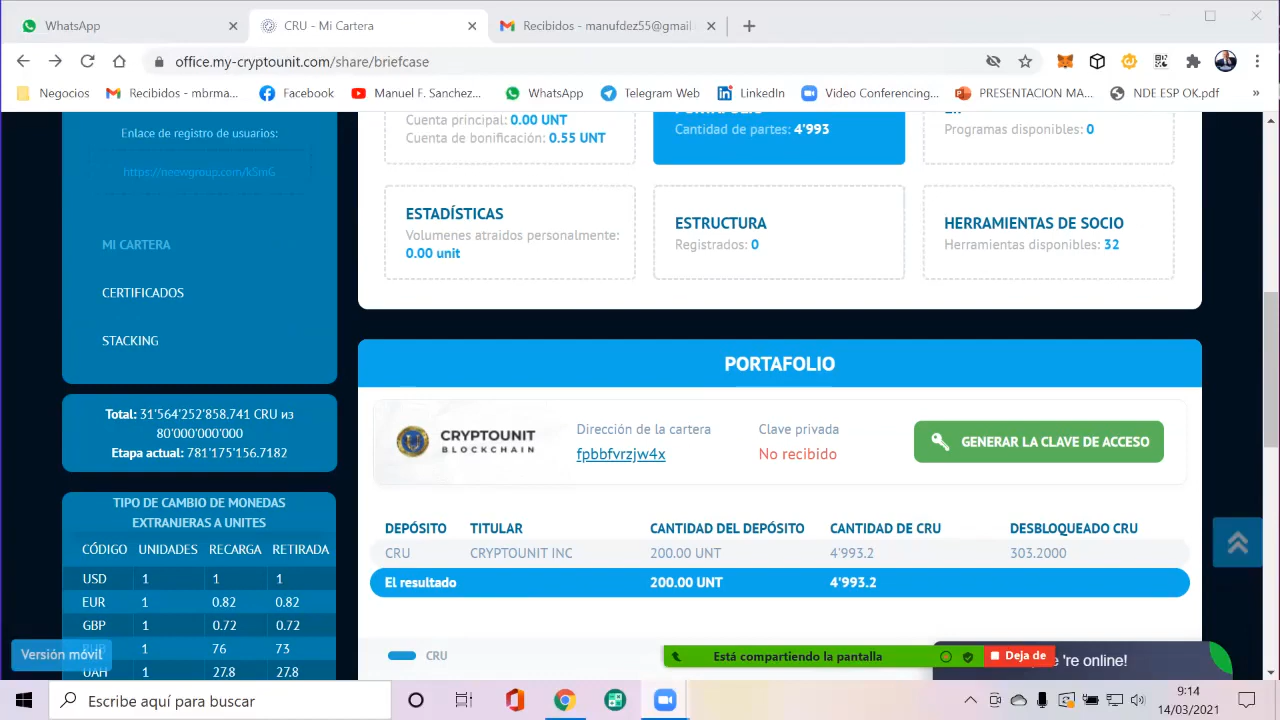 WhatsApp
CRU - Mi Cartera
Recibidos - manufdez55@gmail
office.my-cryptounit.com/share/briefcase
Negocios
Recibidos - mbrma...
Facebook
Manuel F. Sanchez...
WhatsApp
Telegram Web
LinkedIn
Video Conferencing,...
PRESENTACION MA...
NDE ESP OK.pdf
»
Enlace de registro de usuarios:
https://neowgroup.com/kSmG
MI CARTERA
CERTIFICADOS
STACKING
Total: 31'564'252'858.741 CRU из
80'000'000'000
Etapa actual: 781'175'156.7182
TIPO DE CAMBIO DE MONEDAS
EXTRANJERAS A UNITES
CÓDIGO UNIDADES RECARGA RETIRADA
USD 1 1 1
EUR 1 0.82 0.82
GBP 1 0.72 0.72
RUB 1 76 73
UAH 1 27.8 27.8
Versión móvil
Cuenta principal: 0.00 UNT
Cuenta de bonificación: 0.55 UNT
Cantidad de partes: 4'993
Programas disponibles: 0
ESTADÍSTICAS
Volumenes atraidos personalmente:
0.00 unit
ESTRUCTURA
Registrados: 0
HERRAMIENTAS DE SOCIO
Herramientas disponibles: 32
PORTAFOLIO
CRYPTOUNIT
BLOCKCHAIN
Dirección de la cartera
fpbbfvrzjw4x
Clave privada
No recibido
GENERAR LA CLAVE DE ACCESO
DEPÓSITO TITULAR CANTIDAD DEL DEPÓSITO CANTIDAD DE CRU DESBLOQUEADO CRU
CRU CRYPTOUNIT INC 200.00 UNT 4'993.2 303.2000
El resultado 200.00 UNT 4'993.2
CRU
Está compartiendo la pantalla
Deja de
e 're online!
Escribe aquí para buscar
9:14
14/03/2021